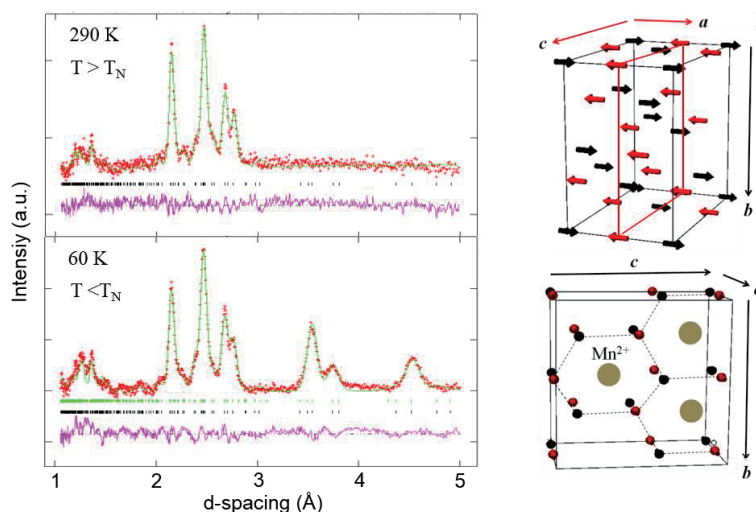 290 K
T > T_N
60 K
T <T_N
Intensiy (a.u.)
1 2 3 4 5
d-spacing (Å)
a
c
b
c
Mn²⁺
b